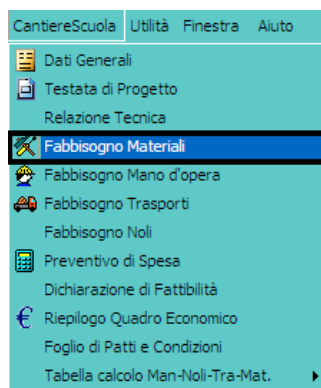 CantiereScuola Utilità Finestra Aiuto
Dati Generali
Testata di Progetto
Relazione Tecnica
Fabbisogno Materiali
Fabbisogno Mano d'opera
Fabbisogno Trasporti
Fabbisogno Noli
Preventivo di Spesa
Dichiarazione di Fattibilità
Riepilogo Quadro Economico
Foglio di Patti e Condizioni
Tabella calcolo Man-Noli-Tra-Mat.